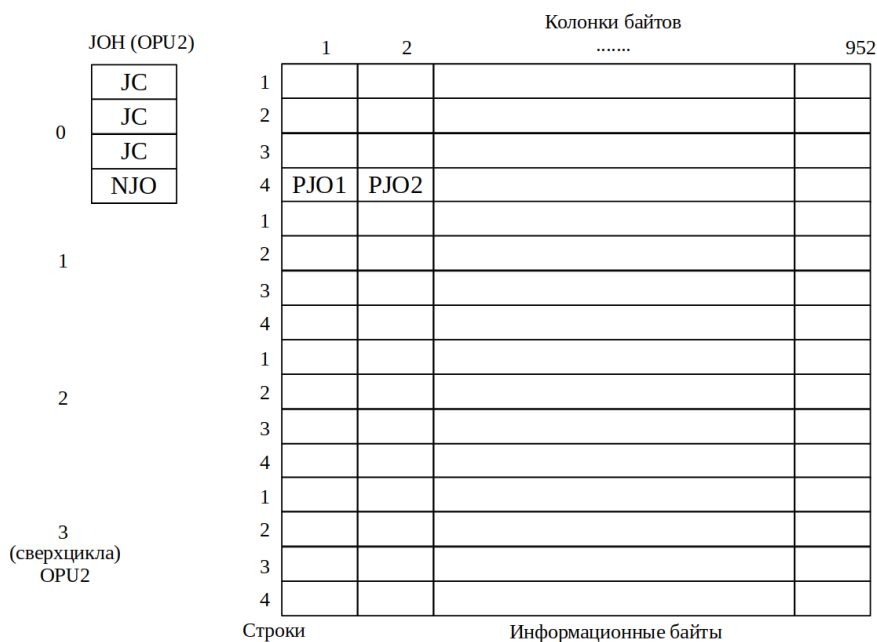 Колонки байтов
JOH (OPU2)
1 2 ....... 952
JC
JC
JC
NJO
0
1
2
3
4 PJO1 PJO2
1
2
3
4
1
1
2
3
4
2
1
2
3
4
3
(сверхцикла)
OPU2
Строки
Информационные байты